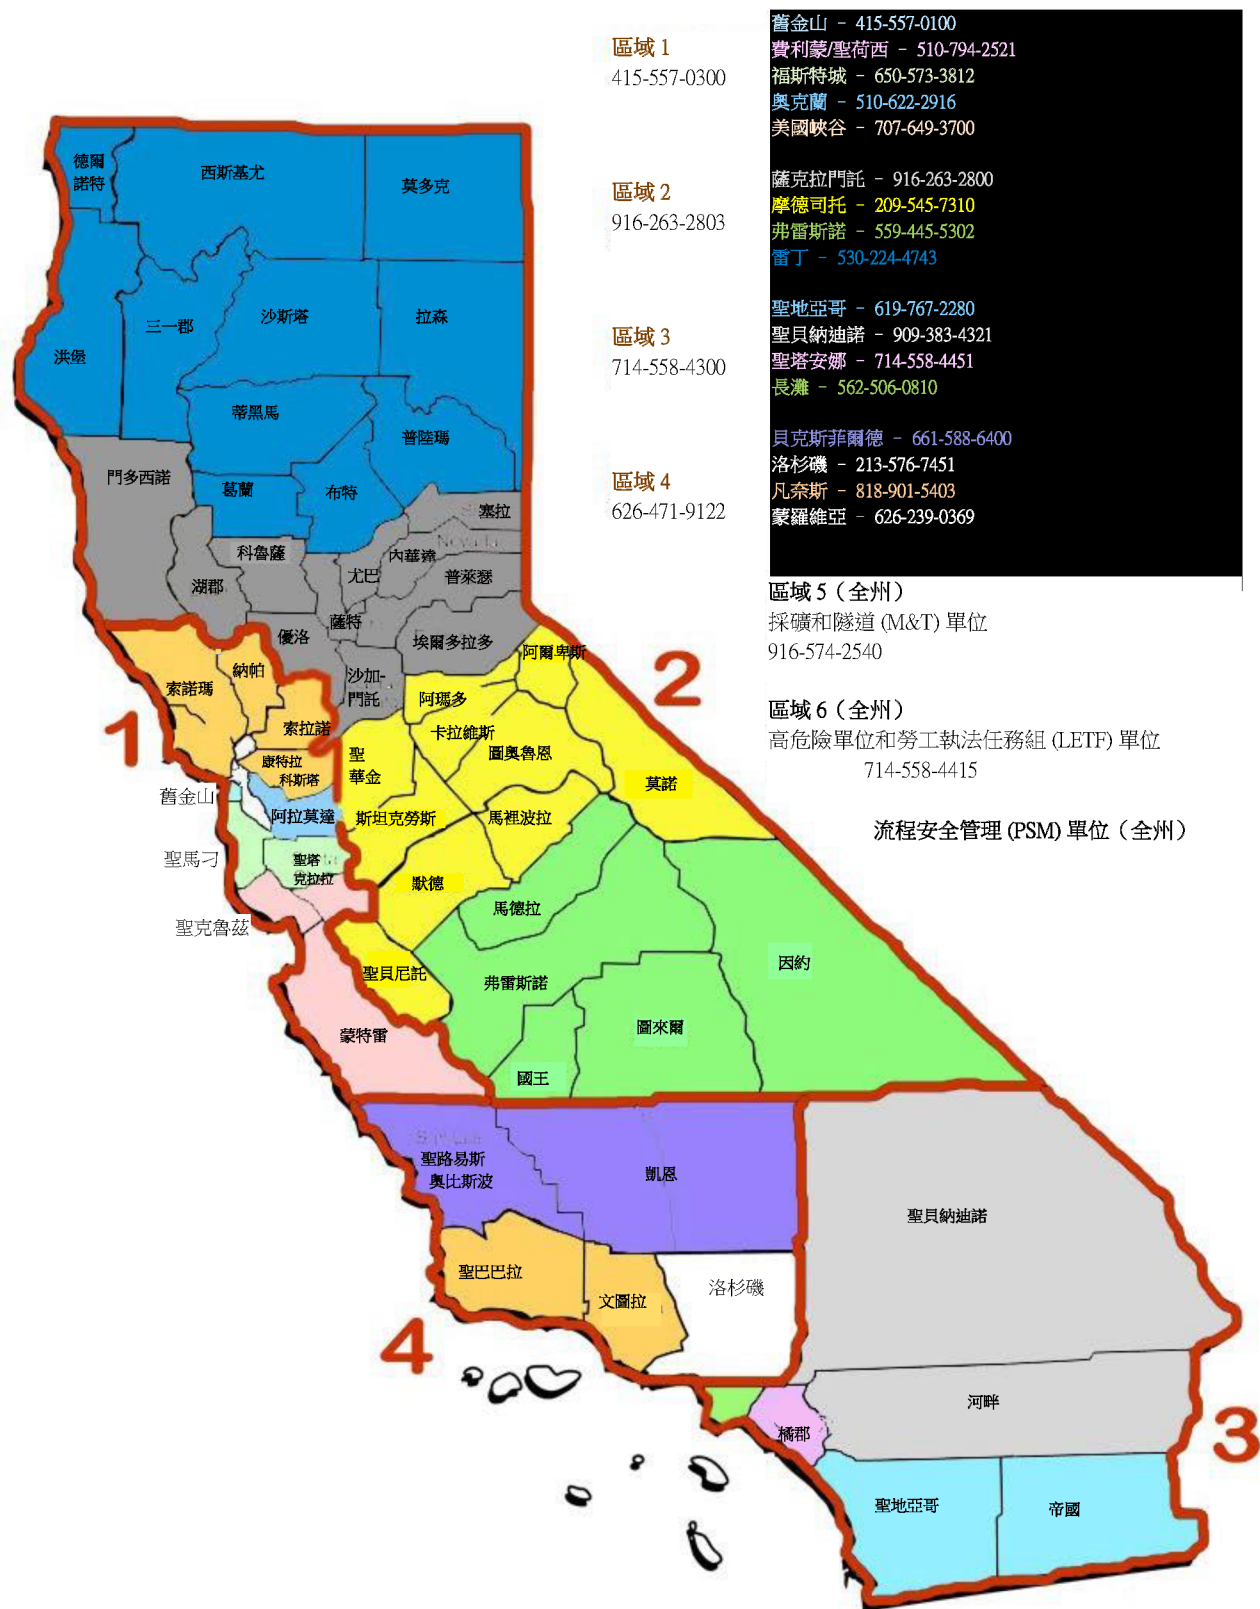 區域 1
415-557-0300
舊金山 – 415-557-0100
費利蒙/聖荷西 – 510-794-2521
福斯特城 – 650-573-3812
奧克蘭 – 510-622-2916
美國峽谷 – 707-649-3700
區域 2
916-263-2803
薩克拉門託 – 916-263-2800
摩德司托 – 209-545-7310
弗雷斯諾 – 559-445-5302
雷丁 – 530-224-4743
區域 3
714-558-4300
聖地亞哥 – 619-767-2280
聖貝納迪諾 – 909-383-4321
聖塔安娜 – 714-558-4451
長灘 – 562-506-0810
區域 4
626-471-9122
貝克斯菲爾德 – 661-588-6400
洛杉磯 – 213-576-7451
凡奈斯 – 818-901-5403
蒙羅維亞 – 626-239-0369
區域 5（全州）
採礦和隧道 (M&T) 單位
916-574-2540
區域 6（全州）
高危險單位和勞工執法任務組 (LETF) 單位
714-558-4415
流程安全管理 (PSM) 單位（全州）
德爾
諾特
西斯基尤
莫多克
三一郡
沙斯塔
拉森
洪堡
蒂黑馬
普陸瑪
門多西諾
葛蘭
布特
塞拉
科魯薩
內華達
尤巴
普萊瑟
湖郡
薩特
優洛
埃爾多拉多
阿爾卑斯
納帕
沙加-
門託
索諾瑪
阿瑪多
索拉諾
卡拉維斯
圖奧魯恩
聖
華金
康特拉
科斯塔
莫諾
舊金山
阿拉莫達
斯坦克勞斯
馬裡波拉
聖馬刁
聖塔
克拉拉
默德
馬德拉
聖克魯茲
聖貝尼託
弗雷斯諾
因約
蒙特雷
圖來爾
國王
聖路易斯
奧比斯波
凱恩
聖貝納迪諾
聖巴巴拉
文圖拉
洛杉磯
河畔
橘郡
聖地亞哥
帝國
1
2
3
4